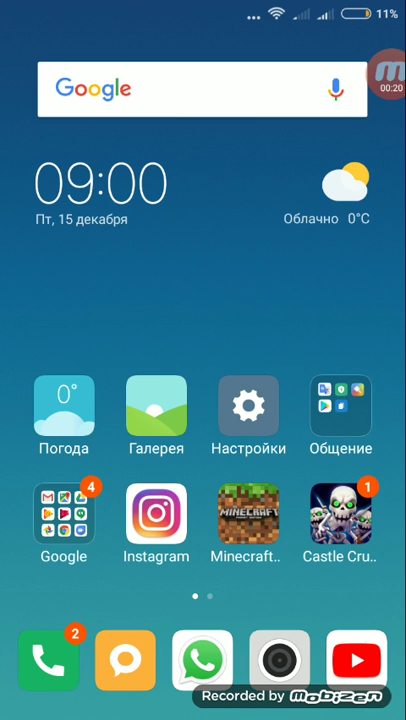 11%
Google
00:20
09:00
Пт, 15 декабря
Облачно 0°C
0°
Погода
Галерея
Настройки
Общение
4
1
MINECRAFT
Google
Instagram
Minecraft..
Castle Cru..
2
Recorded by Mobizen